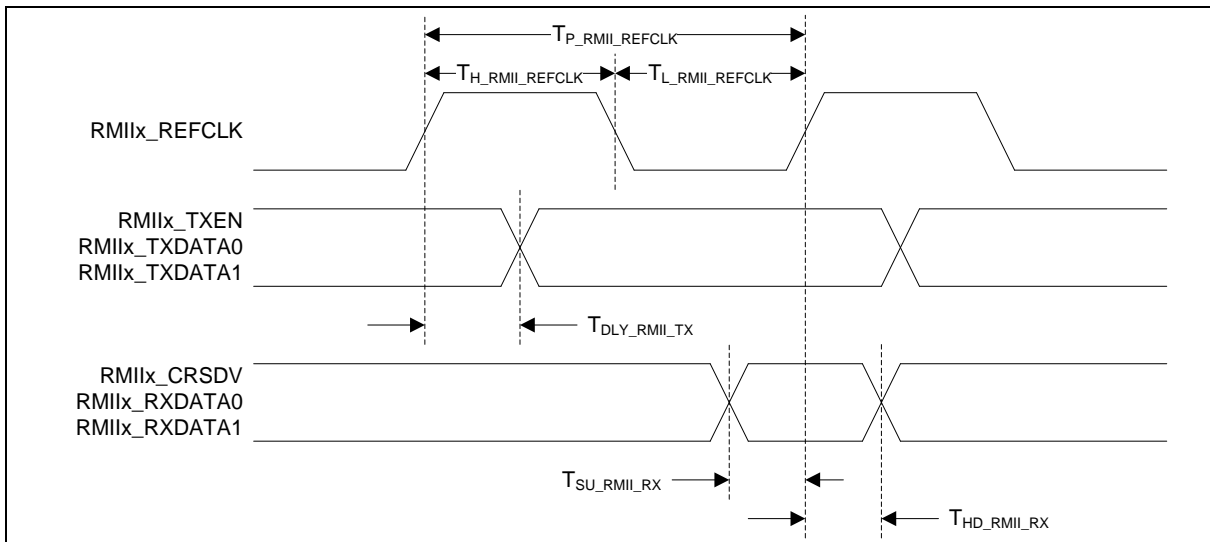 T_P_RMII_REFCLK
T_H_RMII_REFCLK T_L_RMII_REFCLK
RMIIx_REFCLK
RMIIx_TXEN
RMIIx_TXDATA0
RMIIx_TXDATA1
T_DLY_RMII_TX
RMIIx_CRSDV
RMIIx_RXDATA0
RMIIx_RXDATA1
T_SU_RMII_RX
T_HD_RMII_RX